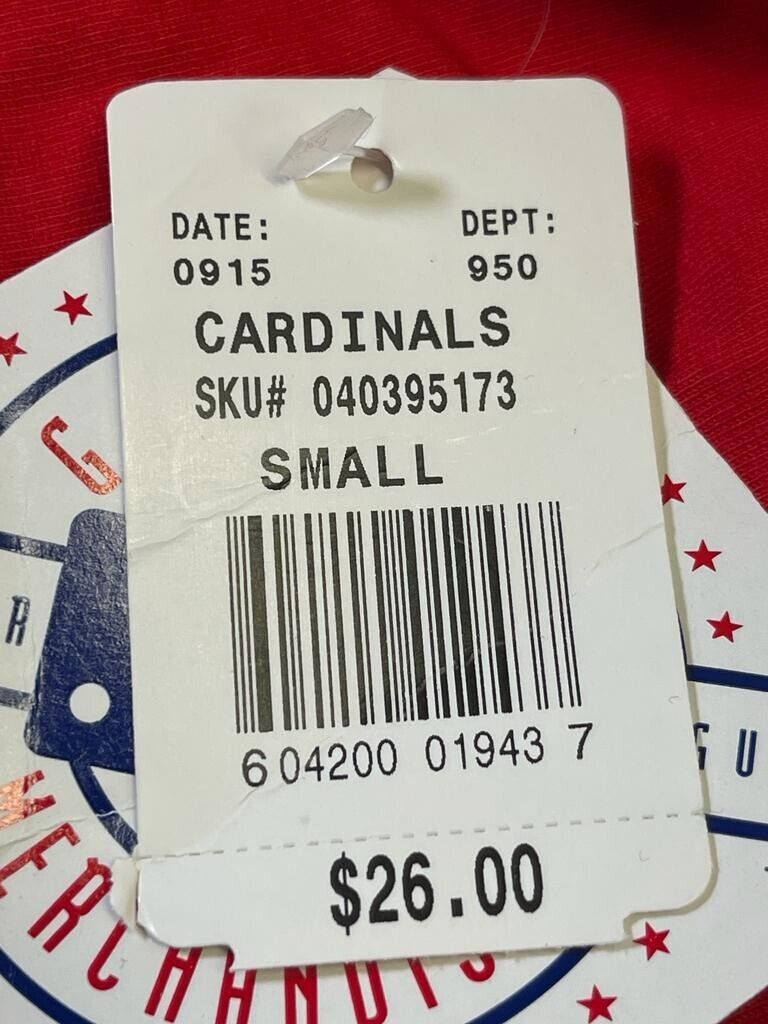 DATE: DEPT:
0915 950
CARDINALS
SKU# 040395173
SMALL
6 04200 01943 7
$26.00